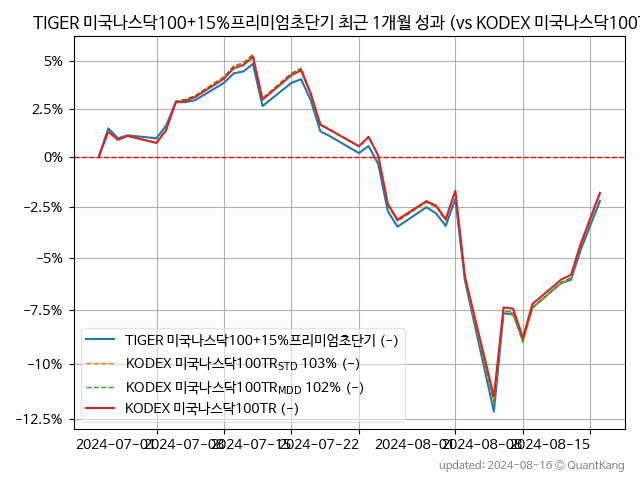 TIGER 미국나스닥100+15%프리미엄초단기 최근 1개월 성과 (vs KODEX 미국나스닥100T
5%
2.5%
0%
−2.5%
−5%
−7.5%
−10%
−12.5%
TIGER 미국나스닥100+15%프리미엄초단기 (-)
KODEX 미국나스닥100TR STD 103% (-)
KODEX 미국나스닥100TR MDD 102% (-)
KODEX 미국나스닥100TR (-)
2024-07-01 2024-07-08 2024-07-15 2024-07-22 2024-08-01 2024-08-08 2024-08-15
updated: 2024-08-16 © QuantKang